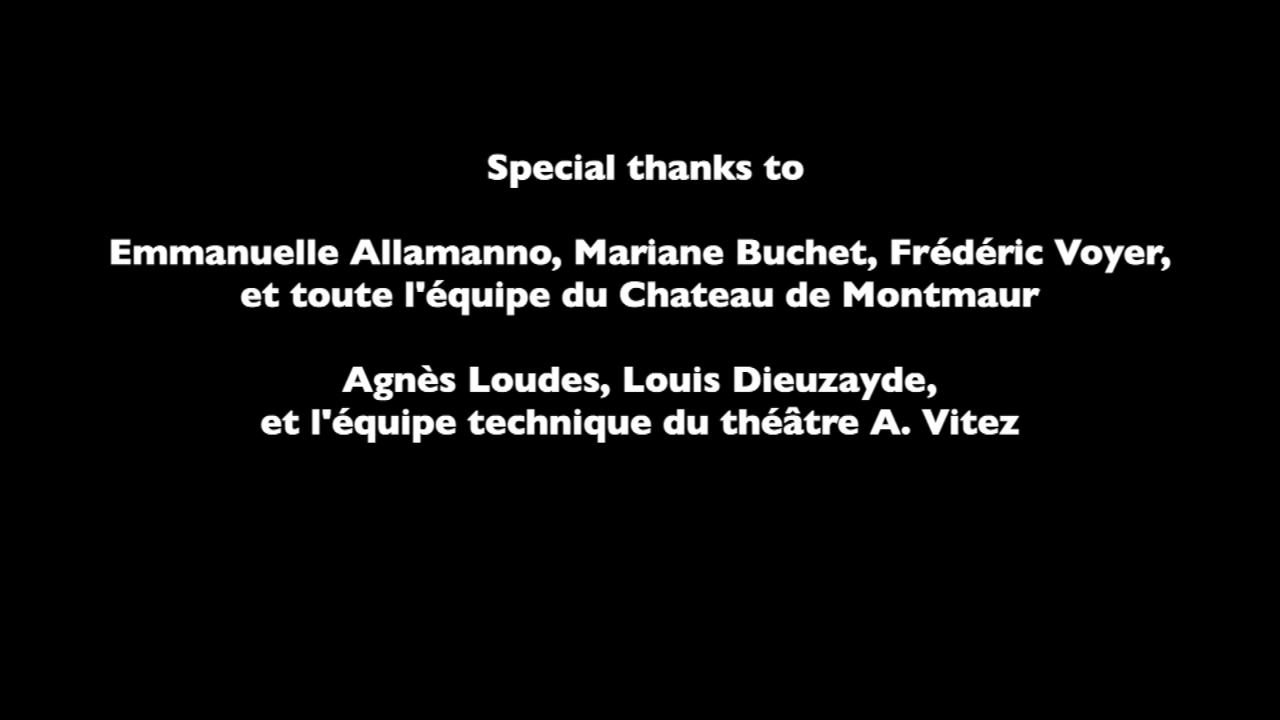 Special thanks to
Emmanuelle Allamanno, Mariane Buchet, Frédéric Voyer,
et toute l'équipe du Chateau de Montmaur
Agnès Loudes, Louis Dieuzayde,
et l'équipe technique du théâtre A. Vitez